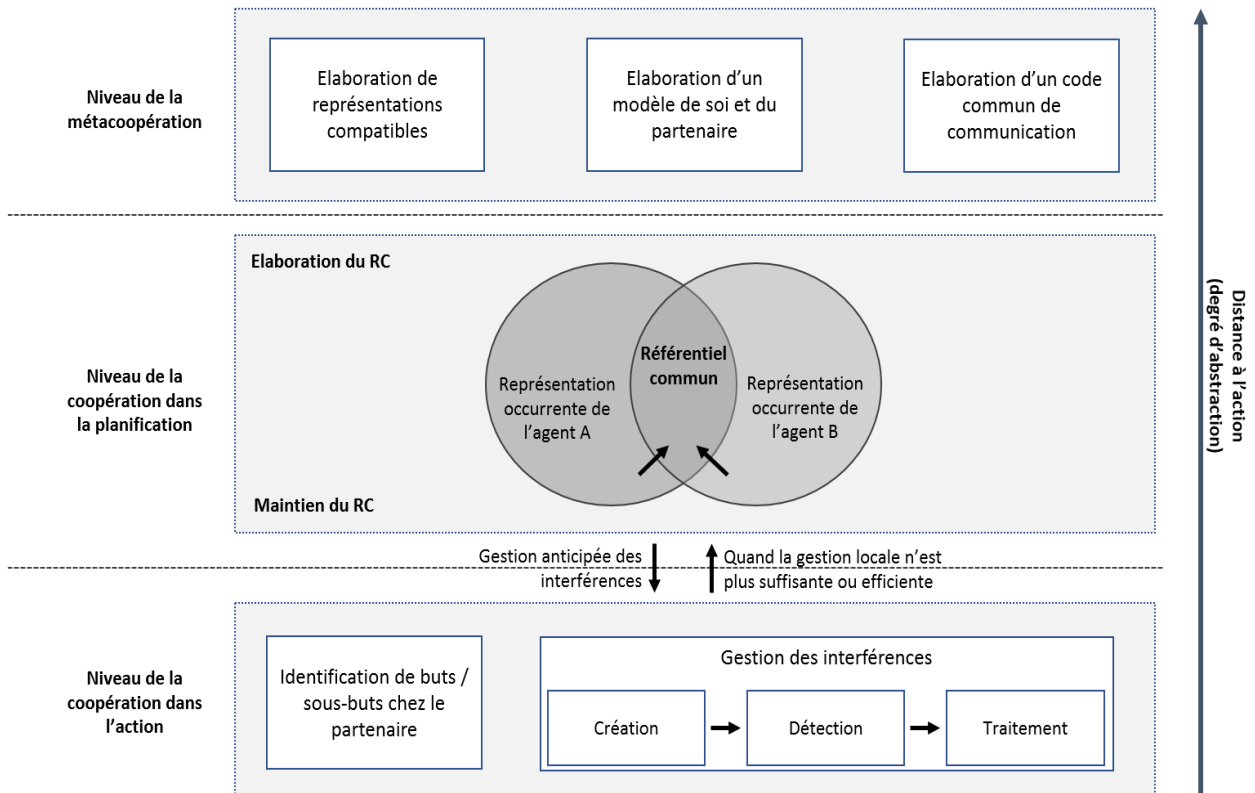 Niveau de la
métacoopération
Elaboration de
représentations
compatibles
Elaboration d’un
modèle de soi et du
partenaire
Elaboration d’un code
commun de
communication
Niveau de la
coopération dans
la planification
Elaboration du RC
Référentiel
commun
Représentation
occurrente de
l’agent A
Représentation
occurrente de
l’agent B
Maintien du RC
Gestion anticipée des
interférences
Quand la gestion locale n’est
plus suffisante ou efficiente
Niveau de la
coopération dans
l’action
Identification de buts /
sous-buts chez le
partenaire
Gestion des interférences
Création
Détection
Traitement
Distance à l’action
(degré d’abstraction)